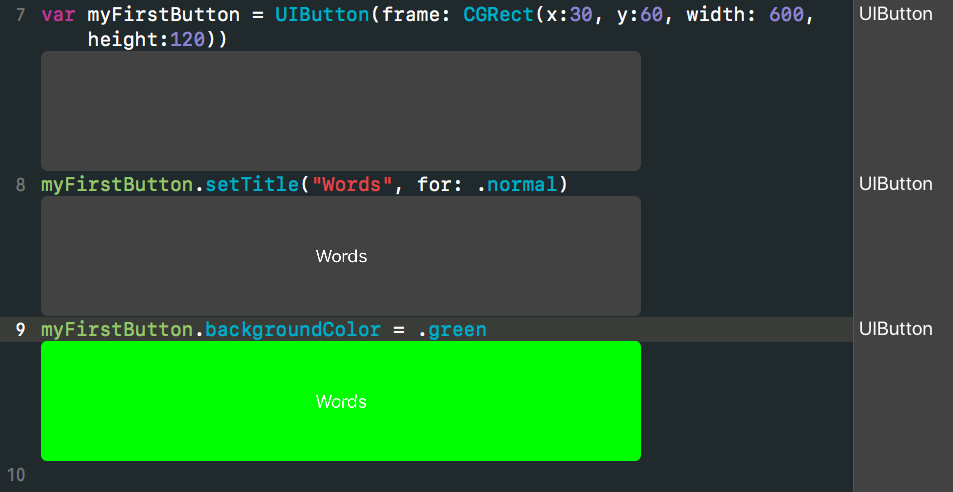 7 var myFirstButton = UIButton(frame: CGRect(x:30, y:60, width: 600, UIButton
height:120))
8 myFirstButton.setTitle("Words", for: .normal) UIButton
Words
9 myFirstButton.backgroundColor = .green UIButton
Words
10